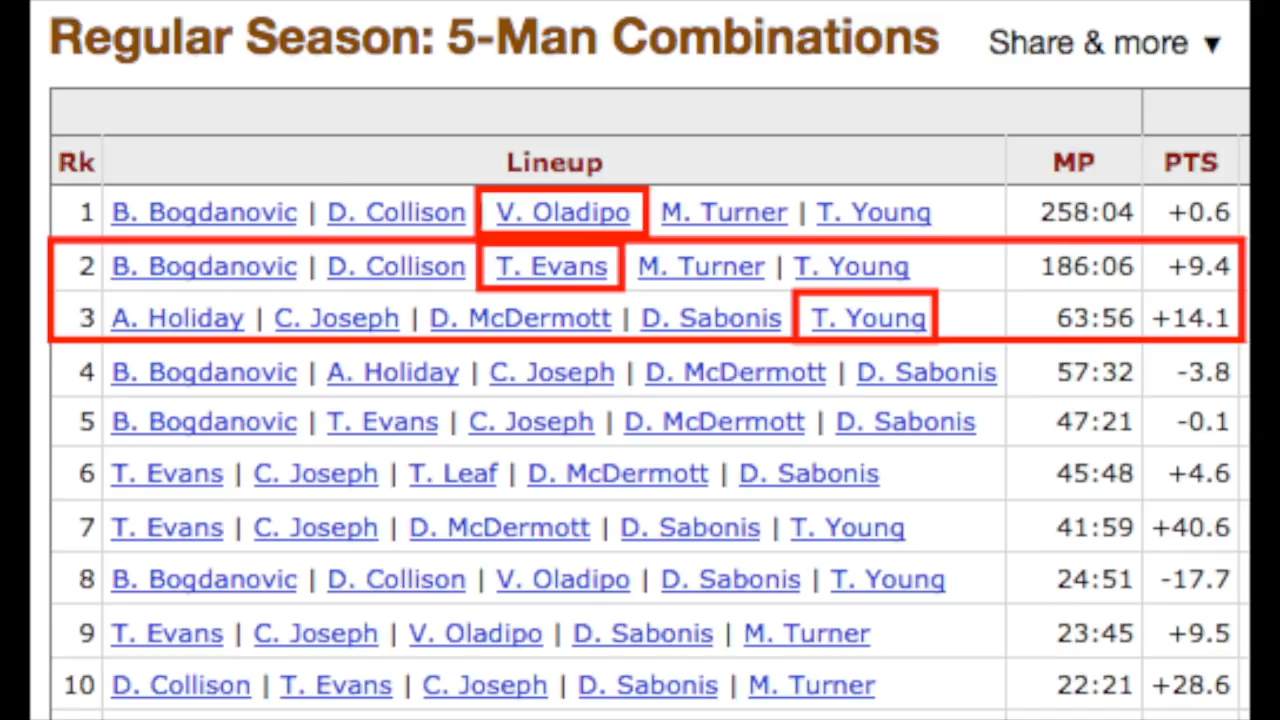 Regular Season: 5-Man Combinations Share & more ▼
Rk Lineup MP PTS
1 B. Bogdanovic | D. Collison V. Oladipo M. Turner | T. Young 258:04 +0.6
2 B. Bogdanovic | D. Collison T. Evans M. Turner | T. Young 186:06 +9.4
3 A. Holiday | C. Joseph | D. McDermott | D. Sabonis T. Young 63:56 +14.1
4 B. Bogdanovic | A. Holiday | C. Joseph | D. McDermott | D. Sabonis 57:32 -3.8
5 B. Bogdanovic | T. Evans | C. Joseph | D. McDermott | D. Sabonis 47:21 -0.1
6 T. Evans | C. Joseph | T. Leaf | D. McDermott | D. Sabonis 45:48 +4.6
7 T. Evans | C. Joseph | D. McDermott | D. Sabonis | T. Young 41:59 +40.6
8 B. Bogdanovic | D. Collison | V. Oladipo | D. Sabonis | T. Young 24:51 -17.7
9 T. Evans | C. Joseph | V. Oladipo | D. Sabonis | M. Turner 23:45 +9.5
10 D. Collison | T. Evans | C. Joseph | D. Sabonis | M. Turner 22:21 +28.6